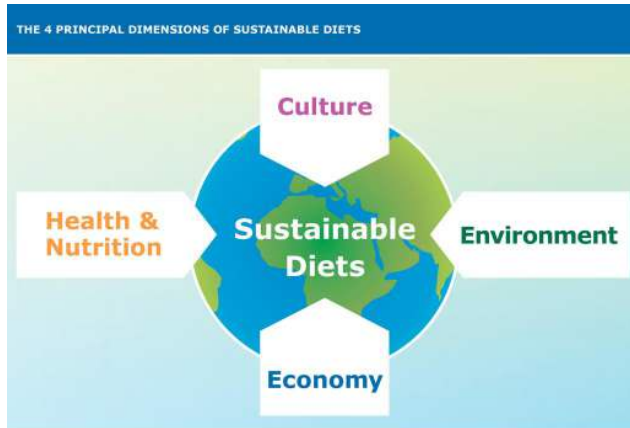 THE 4 PRINCIPAL DIMENSIONS OF SUSTAINABLE DIETS
Culture
Health &
Nutrition
Sustainable
Diets
Environment
Economy